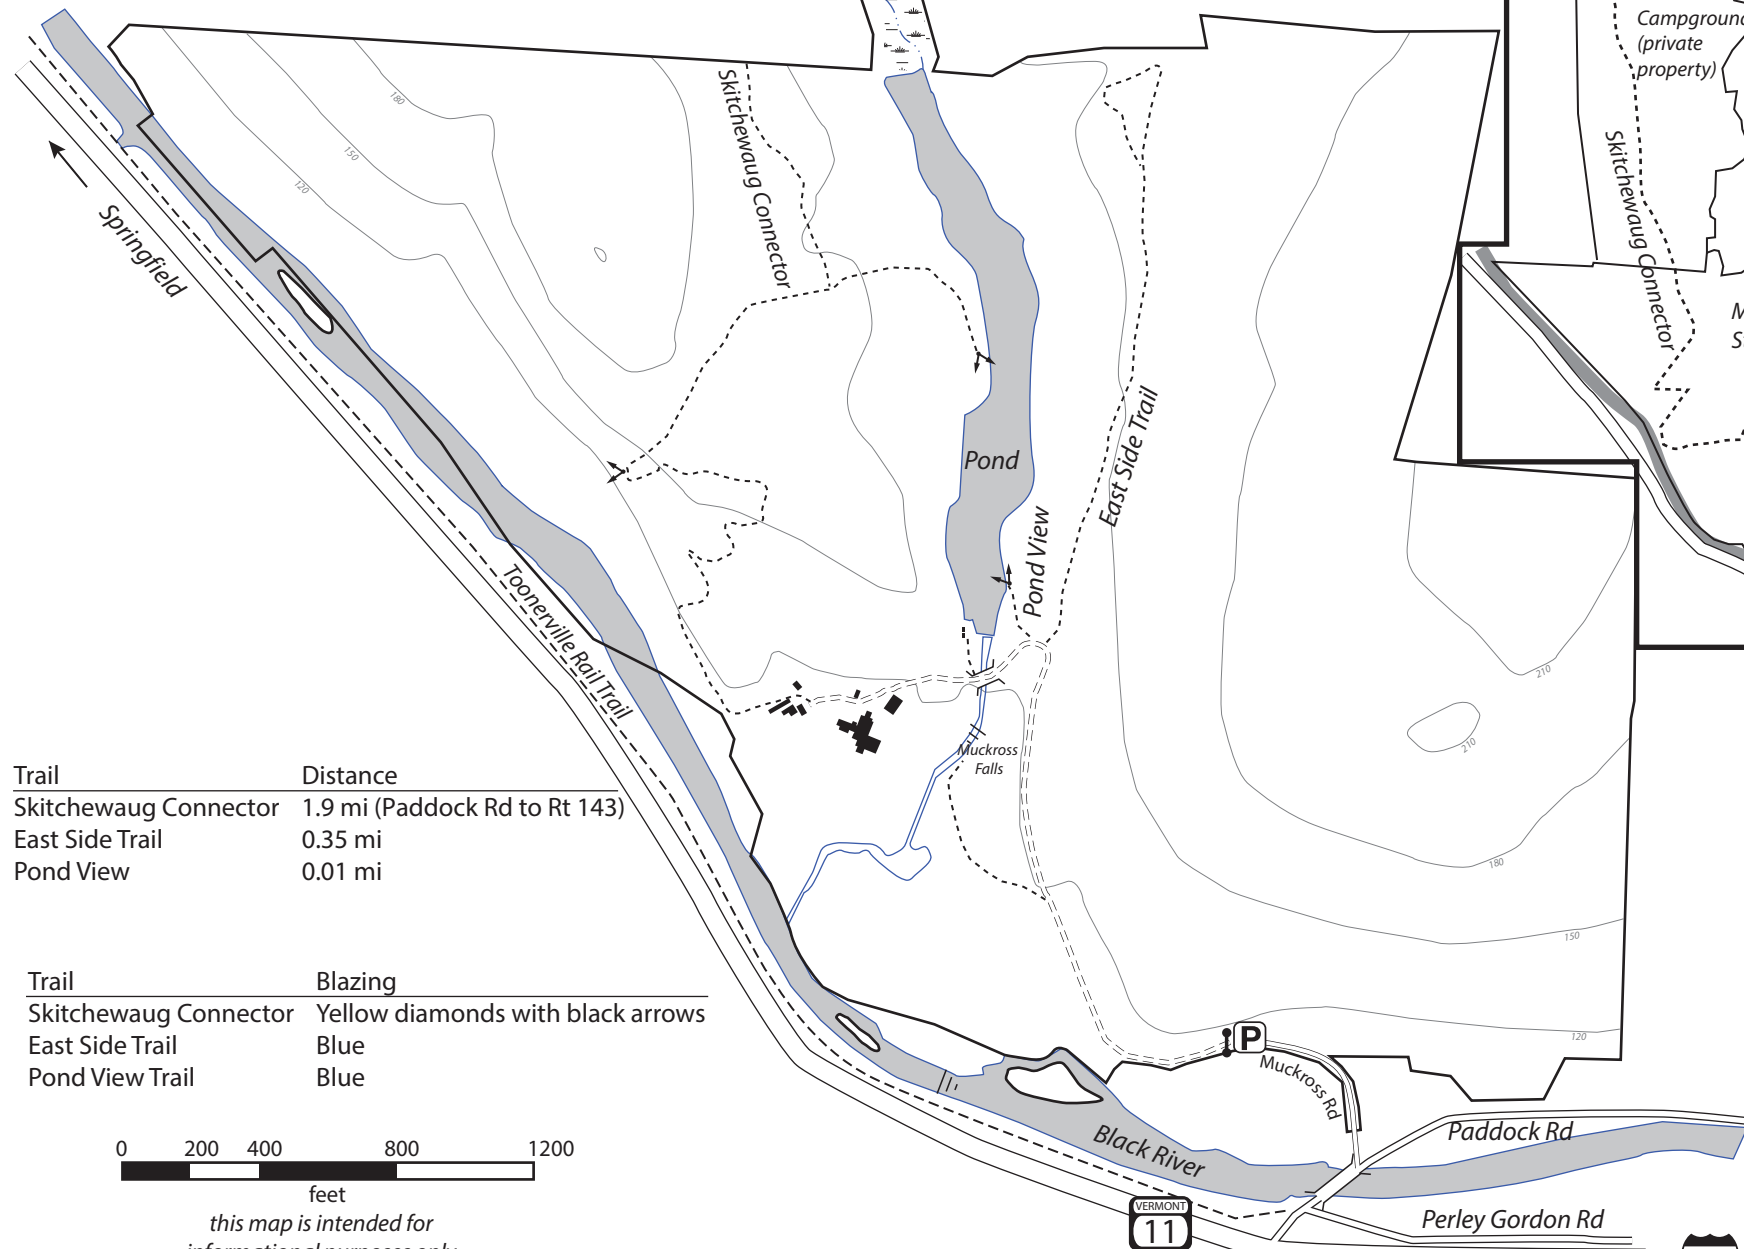 Campground
(private
property)
Skitchewaug Connector
Skitchewaug Connector
180
150
120
Springfield
Pond
East Side Trail
Pond View
Toonerville Rail Trail
Muckross
Falls
210
210
180
150
120
Trail Distance
Skitchewaug Connector 1.9 mi (Paddock Rd to Rt 143)
East Side Trail 0.35 mi
Pond View 0.01 mi
Trail Blazing
Skitchewaug Connector Yellow diamonds with black arrows
East Side Trail Blue
Pond View Trail Blue
P
Muckross Rd
Black River
Paddock Rd
Perley Gordon Rd
VERMONT
11
0 200 400 800 1200
feet
this map is intended for
informational purposes only